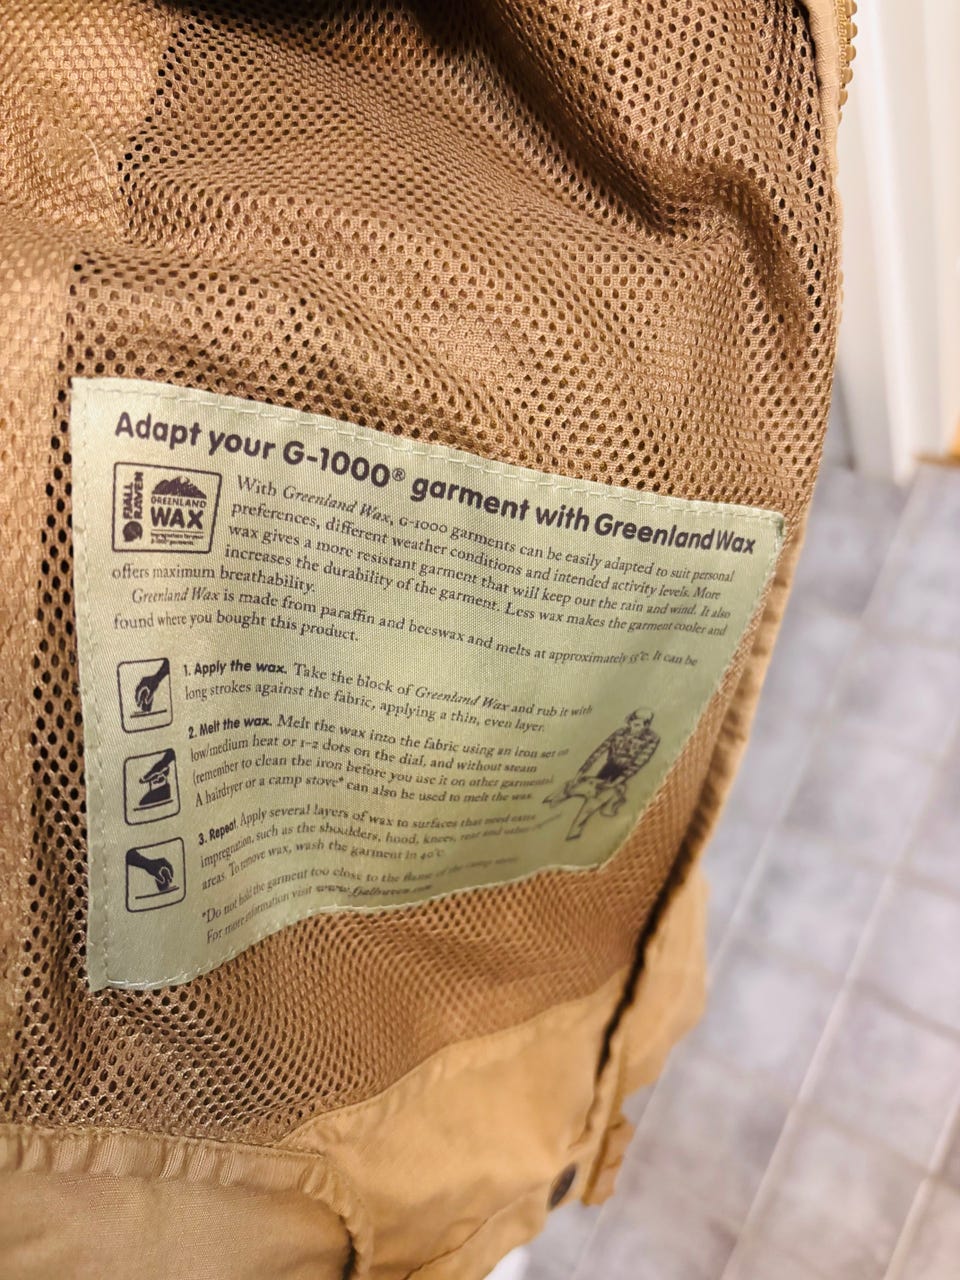 Adapt your G-1000® garment with Greenland Wax
FJÄLL
RÄVEN
GREENLAND
WAX
With Greenland Wax, G-1000 garments can be easily adapted to suit personal
preferences, different weather conditions and intended activity levels. More
wax gives a more resistant garment that will keep out the rain and wind. It also
increases the durability of the garment. Less wax makes the garment cooler and
offers maximum breathability.
Greenland Wax is made from paraffin and beeswax and melts at approximately 55°C. It can be
found where you bought this product.
1. Apply the wax. Take the block of Greenland Wax and rub it with
long strokes against the fabric, applying a thin, even layer.
2. Melt the wax. Melt the wax into the fabric using an iron set on
low/medium heat or 1-2 dots on the dial, and without steam
(remember to clean the iron before you use it on other garments).
A hairdryer or a camp stove* can also be used to melt the wax.
3. Repeat. Apply several layers of wax to surfaces that need extra
impregnation, such as the shoulders, hood, knees, rear and other
areas. To remove wax, wash the garment in 40°C
*Do not hold the garment too close to the flame of the camp stove.
For more information visit www.fjallraven.com